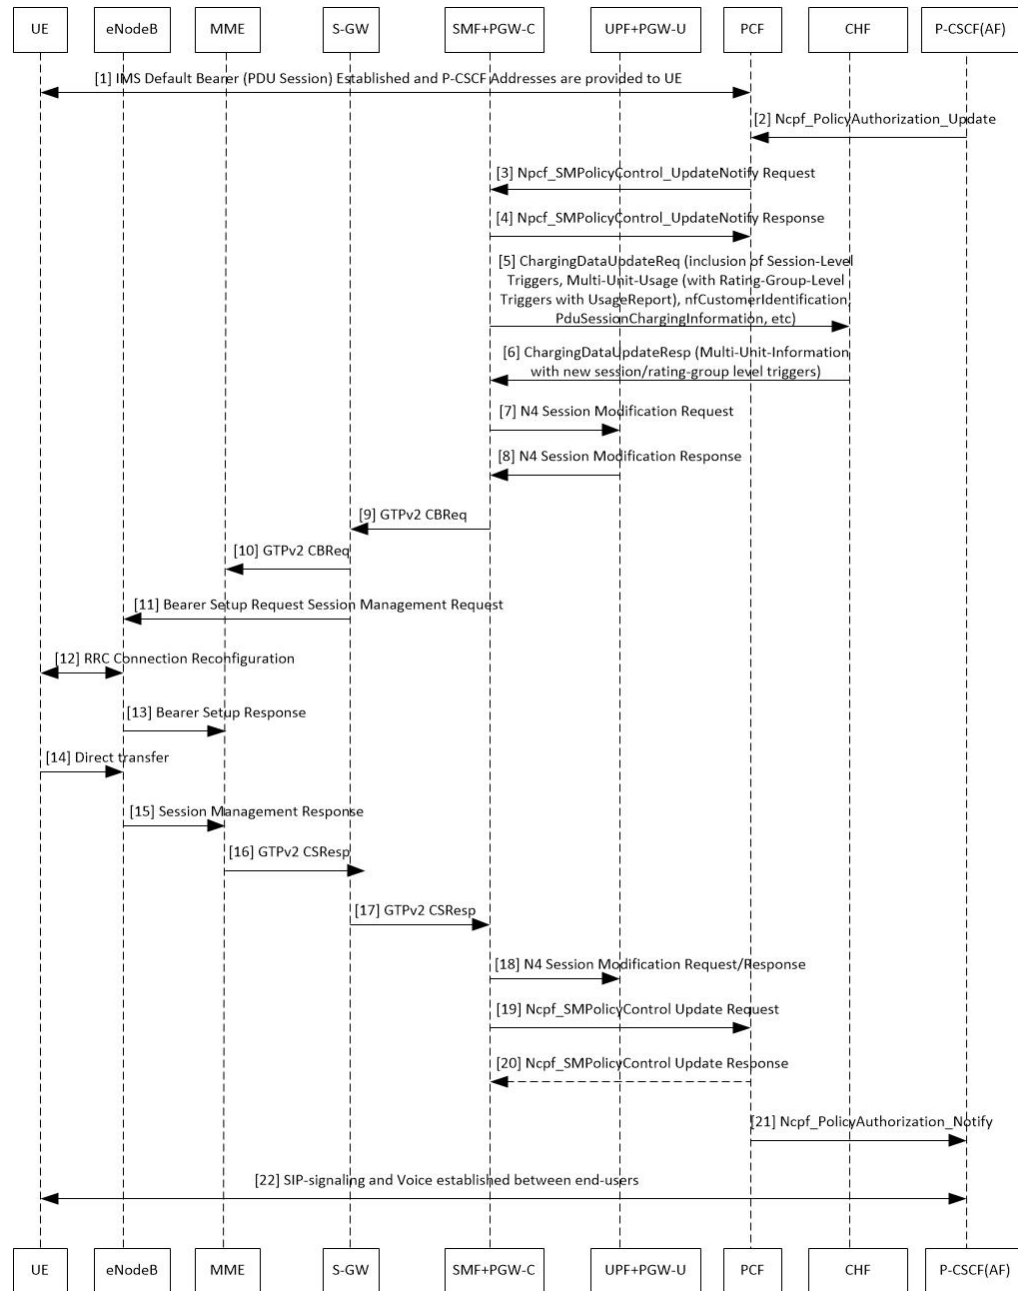 UE eNodeB MME S-GW SMF+PGW-C UPF+PGW-U PCF CHF P-CSCF(AF)
[1] IMS Default Bearer (PDU Session) Established and P-CSCF Addresses are provided to UE
[2] Ncpf_PolicyAuthorization_Update
[3] Npcf_SMPolicyControl_UpdateNotify Request
[4] Npcf_SMPolicyControl_UpdateNotify Response
[5] ChargingDataUpdateReq (inclusion of Session-Level
Triggers, Multi-Unit-Usage (with Rating-Group-Level
Triggers with UsageReport), nfCustomerIdentification,
PduSessionChargingInformation, etc)
[6] ChargingDataUpdateResp (Multi-Unit-Information
with new session/rating-group level triggers)
[7] N4 Session Modification Request
[8] N4 Session Modification Response
[9] GTPv2 CBReq
[10] GTPv2 CBReq
[11] Bearer Setup Request Session Management Request
[12] RRC Connection Reconfiguration
[13] Bearer Setup Response
[14] Direct transfer
[15] Session Management Response
[16] GTPv2 CSResp
[17] GTPv2 CSResp
[18] N4 Session Modification Request/Response
[19] Ncpf_SMPolicyControl Update Request
[20] Ncpf_SMPolicyControl Update Response
[21] Ncpf_PolicyAuthorization_Notify
[22] SIP-signaling and Voice established between end-users
UE eNodeB MME S-GW SMF+PGW-C UPF+PGW-U PCF CHF P-CSCF(AF)